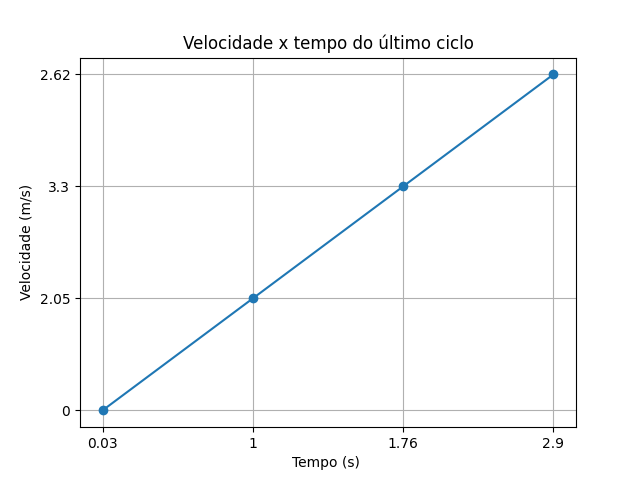 Velocidade x tempo do último ciclo
2.62
3.3
2.05
0
Velocidade (m/s)
0.03 1 1.76 2.9
Tempo (s)